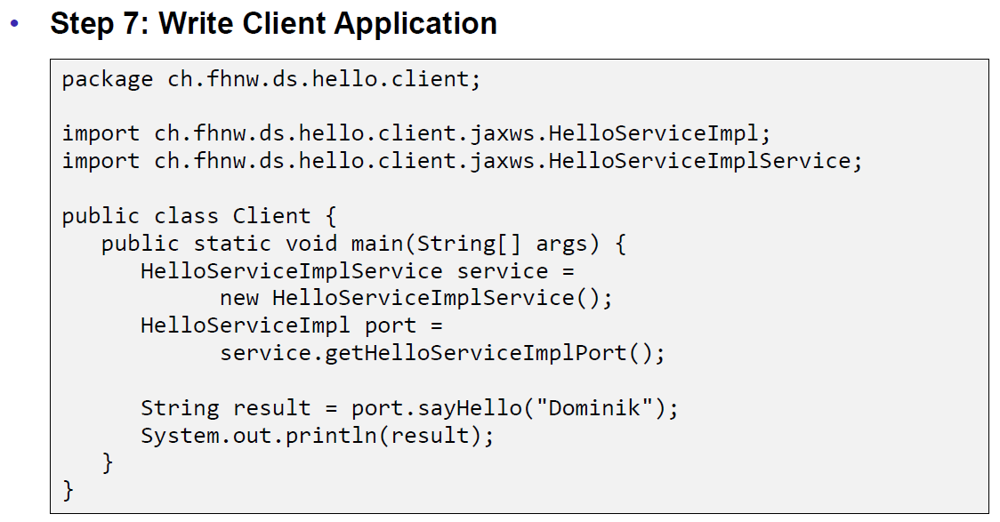 • Step 7: Write Client Application
package ch.fhnw.ds.hello.client;
import ch.fhnw.ds.hello.client.jaxws.HelloServiceImpl;
import ch.fhnw.ds.hello.client.jaxws.HelloServiceImplService;
public class Client {
   public static void main(String[] args) {
      HelloServiceImplService service =
            new HelloServiceImplService();
      HelloServiceImpl port =
            service.getHelloServiceImplPort();
      String result = port.sayHello("Dominik");
      System.out.println(result);
   }
}